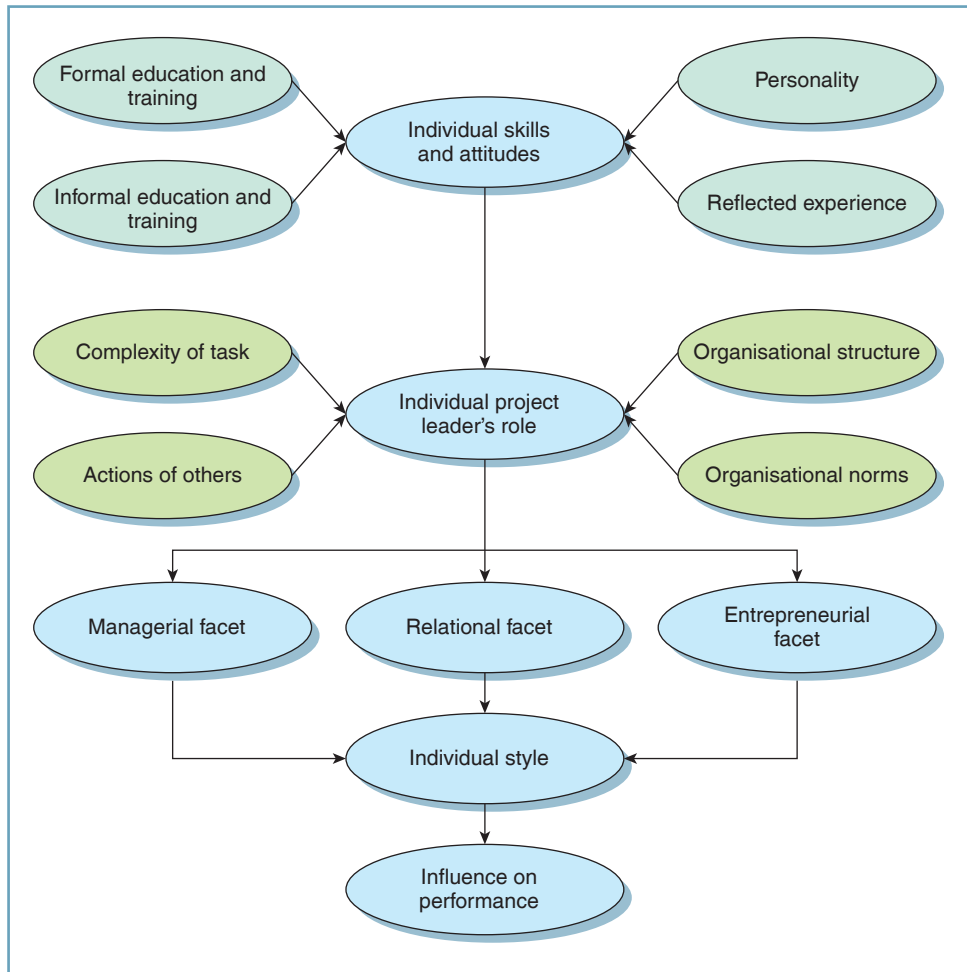 Formal education and
training
Personality
Individual skills
and attitudes
Informal education and
training
Reflected experience
Complexity of task
Organisational structure
Individual project
leader's role
Actions of others
Organisational norms
Managerial facet
Relational facet
Entrepreneurial
facet
Individual style
Influence on
performance